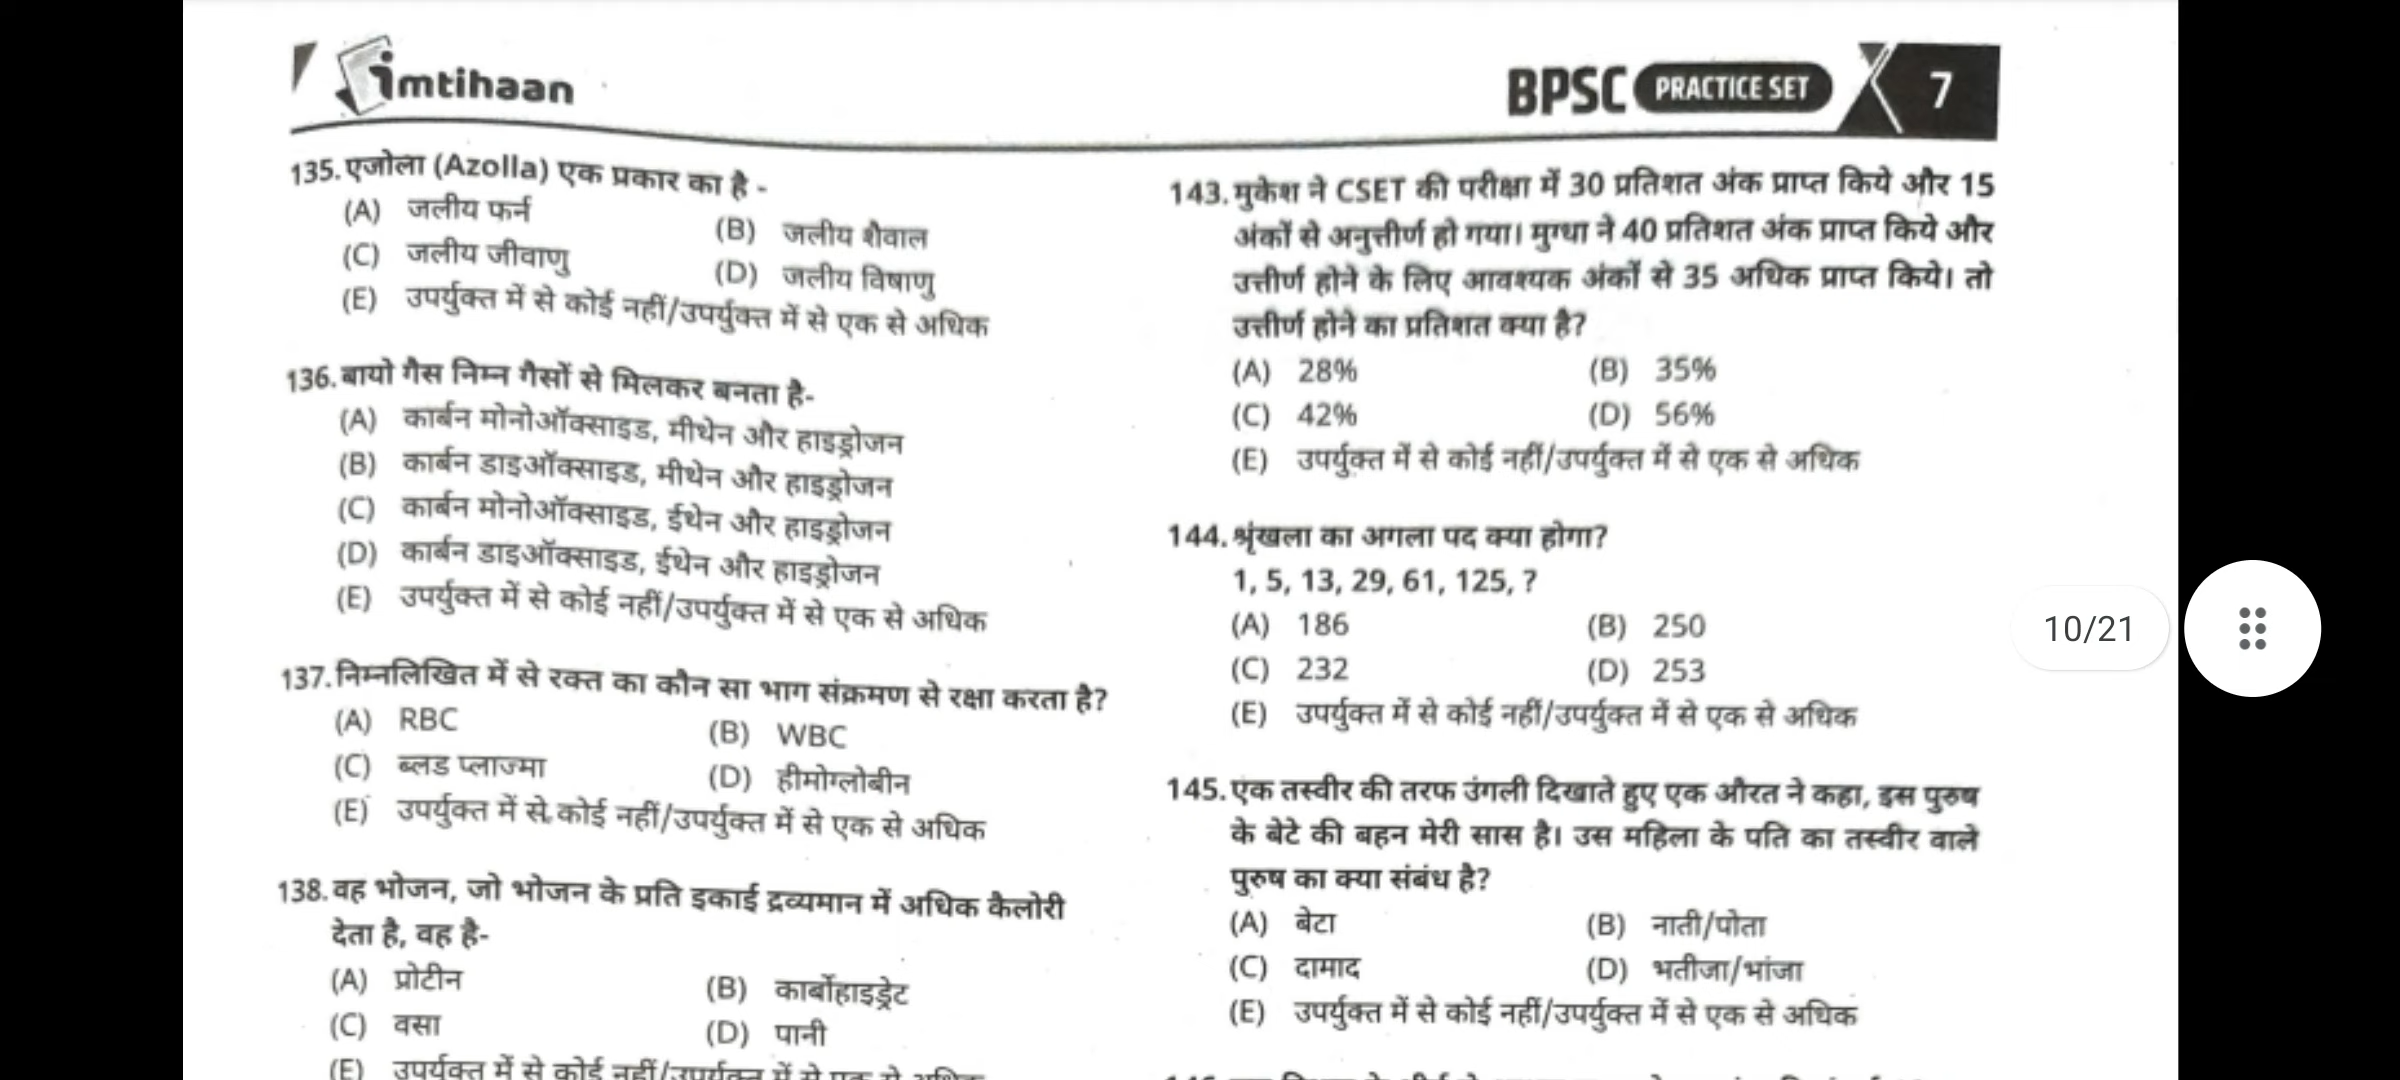 imtihaan
BPSC PRACTICE SET 7
135. एजोला (Azolla) एक प्रकार का है -
(A) जलीय फर्न
(B) जलीय शैवाल
(C) जलीय जीवाणु
(D) जलीय विषाणु
(E) उपर्युक्त में से कोई नहीं/उपर्युक्त में से एक से अधिक
136. बायो गैस निम्न गैसों से मिलकर बनता है-
(A) कार्बन मोनोऑक्साइड, मीथेन और हाइड्रोजन
(B) कार्बन डाइऑक्साइड, मीथेन और हाइड्रोजन
(C) कार्बन मोनोऑक्साइड, ईथेन और हाइड्रोजन
(D) कार्बन डाइऑक्साइड, ईथेन और हाइड्रोजन
(E) उपर्युक्त में से कोई नहीं/उपर्युक्त में से एक से अधिक
137. निम्नलिखित में से रक्त का कौन सा भाग संक्रमण से रक्षा करता है?
(A) RBC
(B) WBC
(C) ब्लड प्लाज्मा
(D) हीमोग्लोबीन
(E) उपर्युक्त में से कोई नहीं/उपर्युक्त में से एक से अधिक
138. वह भोजन, जो भोजन के प्रति इकाई द्रव्यमान में अधिक कैलोरी
देता है, वह है-
(A) प्रोटीन
(B) कार्बोहाइड्रेट
(C) वसा
(D) पानी
(E) उपर्युक्त में से कोई नहीं/उपर्युक्त में से एक से अधिक
143. मुकेश ने CSET की परीक्षा में 30 प्रतिशत अंक प्राप्त किये और 15
अंकों से अनुत्तीर्ण हो गया। मुग्धा ने 40 प्रतिशत अंक प्राप्त किये और
उत्तीर्ण होने के लिए आवश्यक अंकों से 35 अधिक प्राप्त किये। तो
उत्तीर्ण होने का प्रतिशत क्या है?
(A) 28%
(B) 35%
(C) 42%
(D) 56%
(E) उपर्युक्त में से कोई नहीं/उपर्युक्त में से एक से अधिक
144. श्रृंखला का अगला पद क्या होगा?
1, 5, 13, 29, 61, 125, ?
(A) 186
(B) 250
(C) 232
(D) 253
(E) उपर्युक्त में से कोई नहीं/उपर्युक्त में से एक से अधिक
145. एक तस्वीर की तरफ उंगली दिखाते हुए एक औरत ने कहा, इस पुरुष
के बेटे की बहन मेरी सास है। उस महिला के पति का तस्वीर वाले
पुरुष का क्या संबंध है?
(A) बेटा
(B) नाती/पोता
(C) दामाद
(D) भतीजा/भांजा
(E) उपर्युक्त में से कोई नहीं/उपर्युक्त में से एक से अधिक
10/21